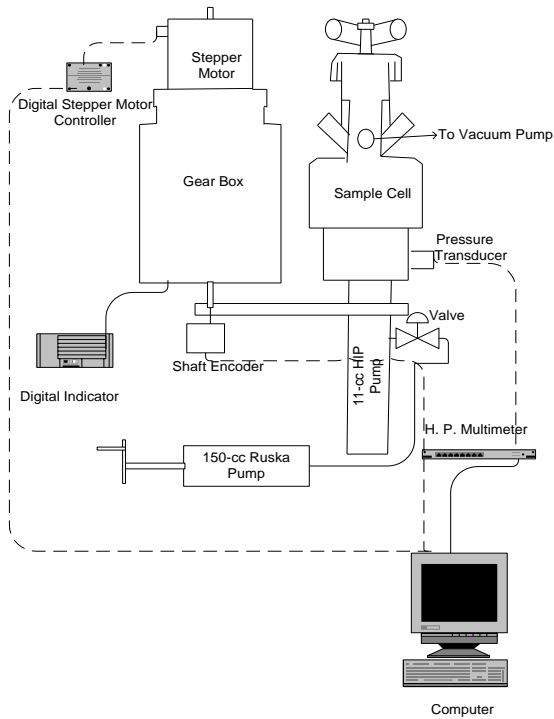 Stepper
Motor
Digital Stepper Motor
Controller
To Vacuum Pump
Gear Box
Sample Cell
Pressure
Transducer
Valve
Shaft Encoder
11-cc HIP
Pump
Digital Indicator
H. P. Multimeter
150-cc Ruska
Pump
Computer